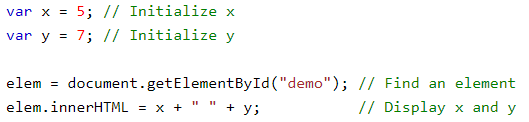 var x = 5; // Initialize x
var y = 7; // Initialize y
elem = document.getElementById("demo"); // Find an element
elem.innerHTML = x + " " + y;           // Display x and y